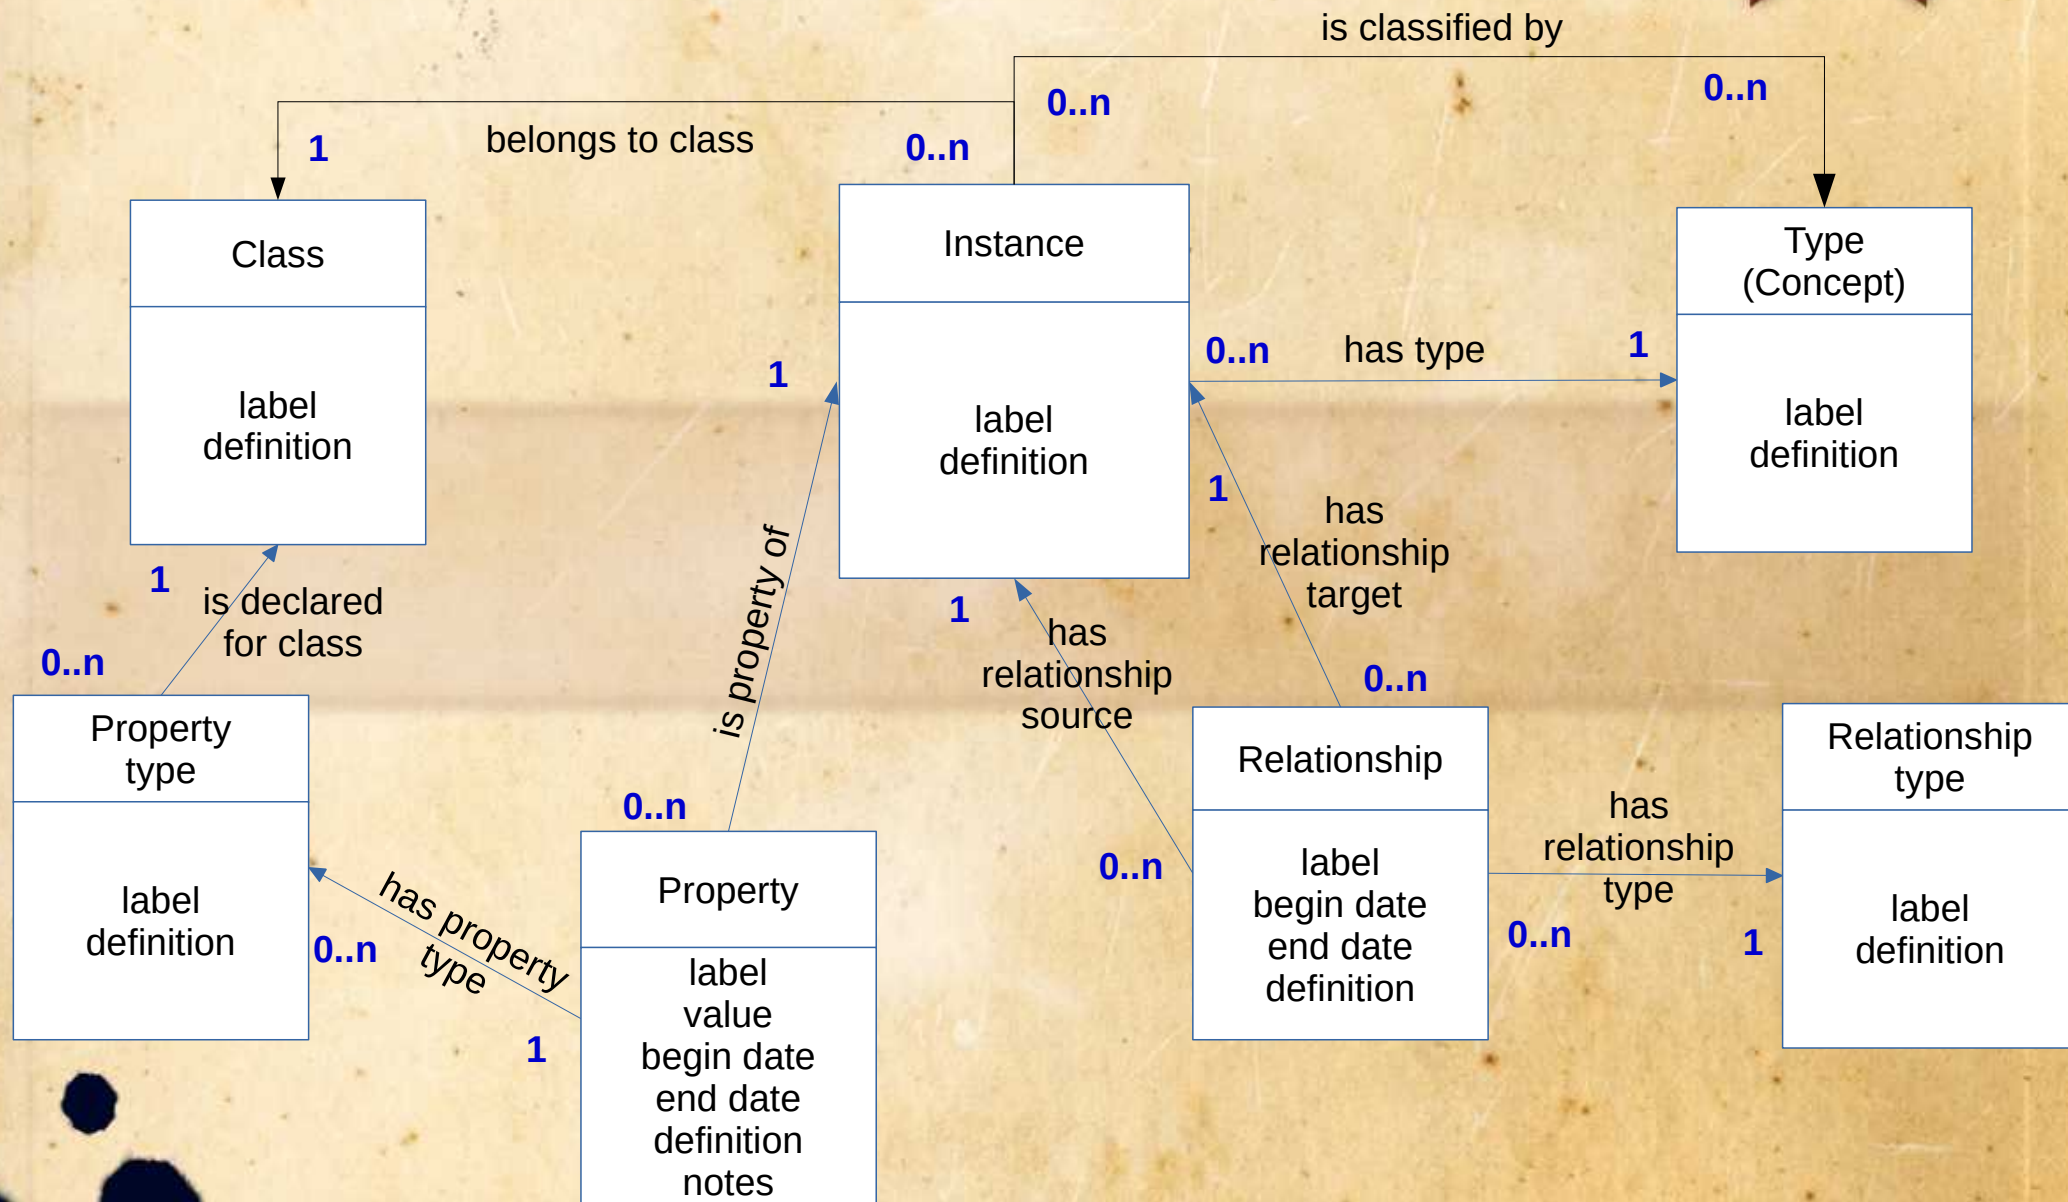 is classified by
0..n
0..n
belongs to class
1
0..n
Class
label
definition
Instance
label
definition
Type
(Concept)
label
definition
0..n
has type
1
1
is property of
0..n
1
has
relationship
target
0..n
1
has
relationship
source
0..n
1
is declared
for class
0..n
Property
type
label
definition
0..n
has property
type
1
Property
label
value
begin date
end date
definition
notes
Relationship
label
begin date
end date
definition
has
relationship
type
0..n
1
Relationship
type
label
definition